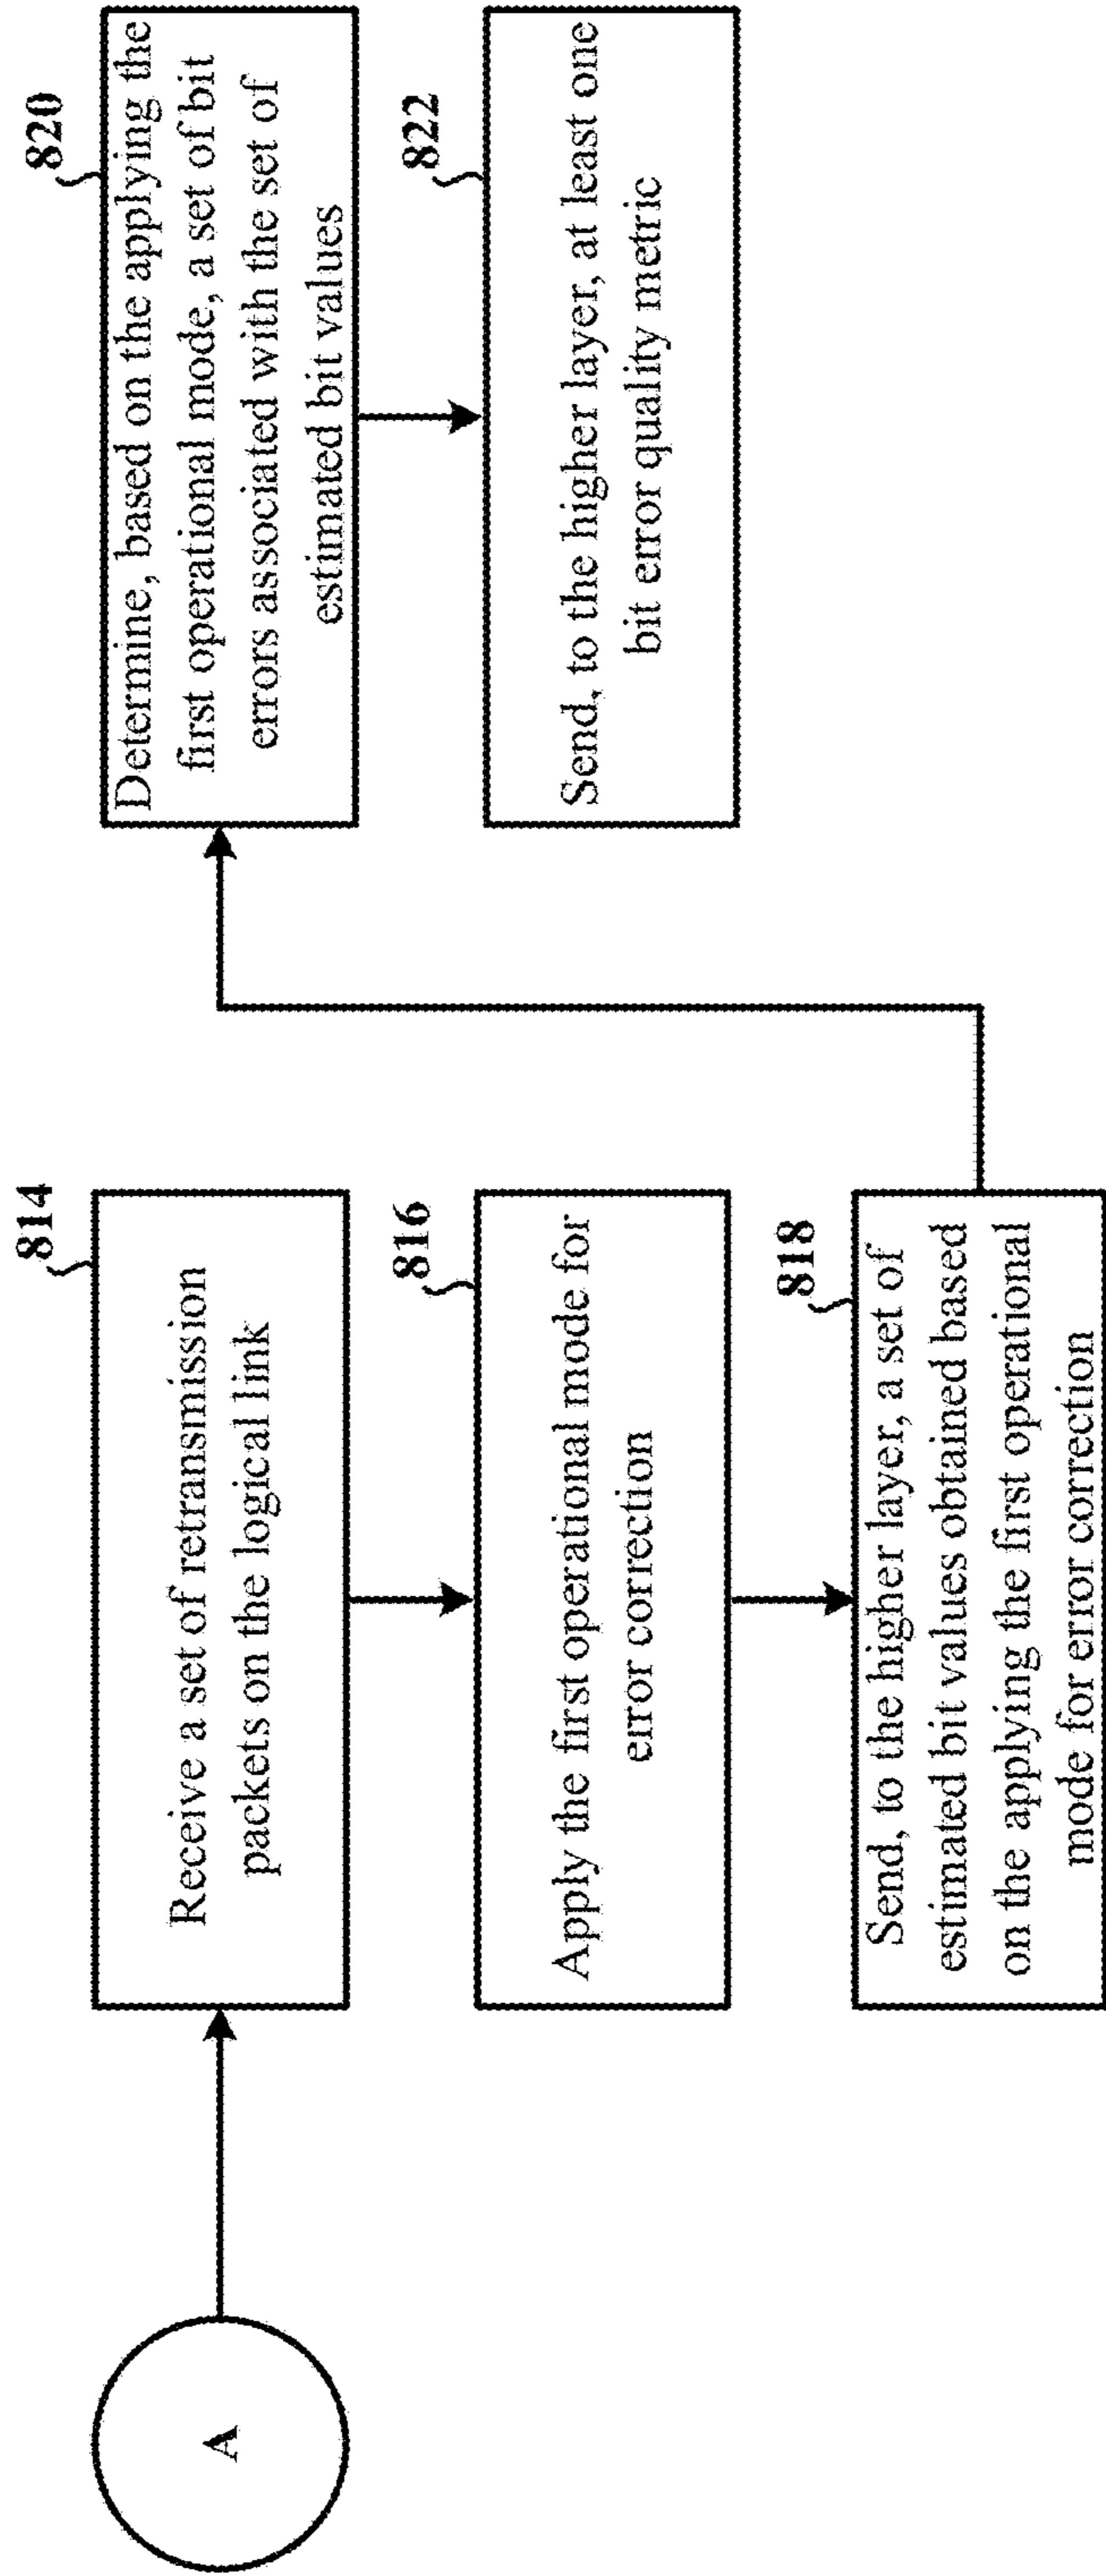 A
814
Receive a set of retransmission
packets on the logical link
816
Apply the first operational mode for
error correction
818
Send, to the higher layer, a set of
estimated bit values obtained based
on the applying the first operational
mode for error correction
820
Determine, based on the applying the
first operational mode, a set of bit
errors associated with the set of
estimated bit values
822
Send, to the higher layer, at least one
bit error quality metric